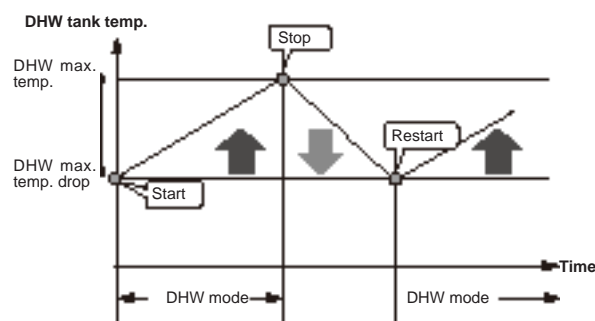 DHW tank temp.
Stop
DHW max.
temp.
Restart
DHW max.
temp. drop
Start
Time
DHW mode
DHW mode